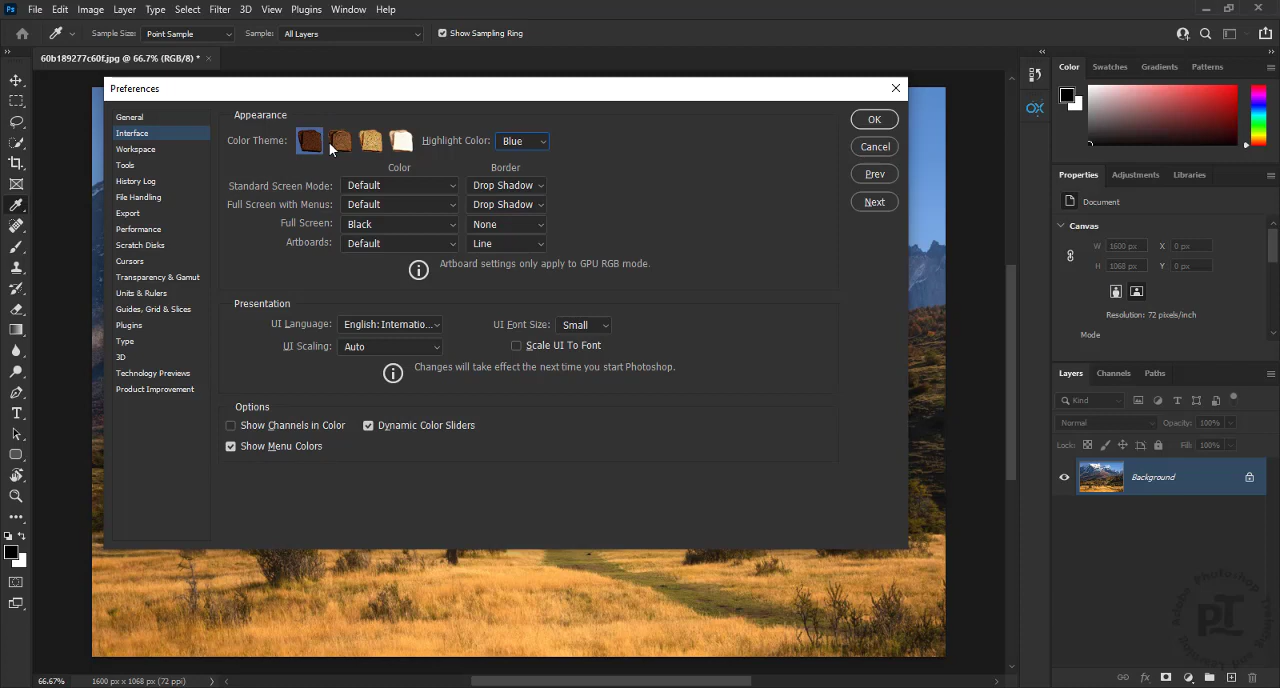 Ps File Edit Image Layer Type Select Filter 3D View Plugins Window Help
Sample Size: Point Sample Sample: All Layers Show Sampling Ring
60b189277c60f.jpg @ 66.7% (RGB/8) * ×
Color Swatches Gradients Patterns
Preferences
General
Interface
Workspace
Tools
History Log
File Handling
Export
Performance
Scratch Disks
Cursors
Transparency & Gamut
Units & Rulers
Guides, Grid & Slices
Plugins
Type
3D
Technology Previews
Product Improvement
Appearance
Color Theme: Highlight Color: Blue
Color Border
Standard Screen Mode: Default Drop Shadow
Full Screen with Menus: Default Drop Shadow
Full Screen: Black None
Artboards: Default Line
Artboard settings only apply to GPU RGB mode.
Presentation
UI Language: English: Internatio... UI Font Size: Small
UI Scaling: Auto Scale UI To Font
Changes will take effect the next time you start Photoshop.
Options
Show Channels in Color Dynamic Color Sliders
Show Menu Colors
OK
Cancel
Prev
Next
Properties Adjustments Libraries
Document
Canvas
W 1600 px X 0 px
H 1068 px Y 0 px
Resolution: 72 pixels/inch
Mode
Layers Channels Paths
Kind
Normal Opacity: 100%
Lock: Fill: 100%
Background
Adobe Photoshop
Training and Learning
pT
66.67% 1600 px x 1068 px (72 ppi)